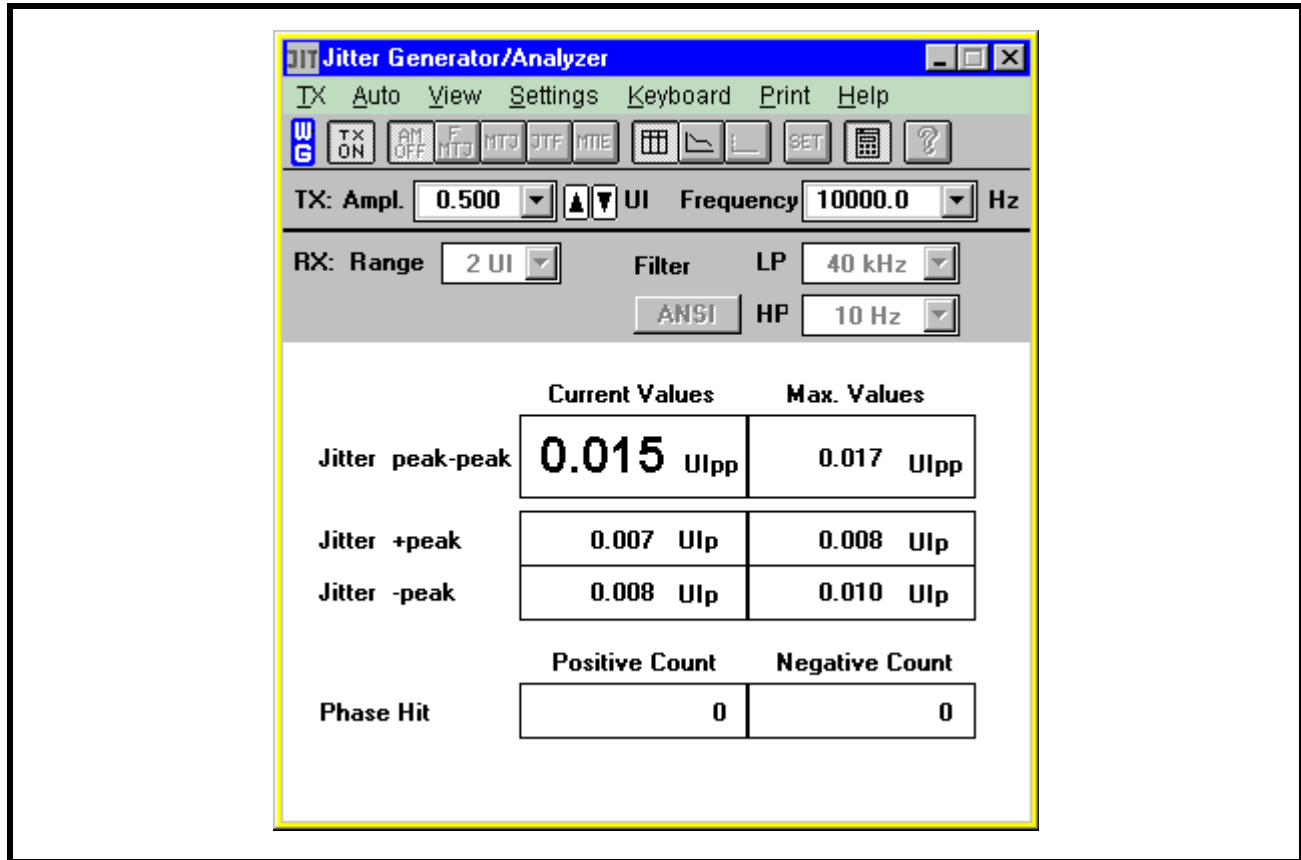 JIT Jitter Generator/Analyzer
TX Auto View Settings Keyboard Print Help
WG TX ON AM OFF F MTJ MTJ JTF MTIE SET ?
TX: Ampl. 0.500 UI Frequency 10000.0 Hz
RX: Range 2 UI Filter LP 40 kHz
ANSI HP 10 Hz
Current Values Max. Values
Jitter peak-peak 0.015 UIpp 0.017 UIpp
Jitter +peak 0.007 UIp 0.008 UIp
Jitter -peak 0.008 UIp 0.010 UIp
Positive Count Negative Count
Phase Hit 0 0